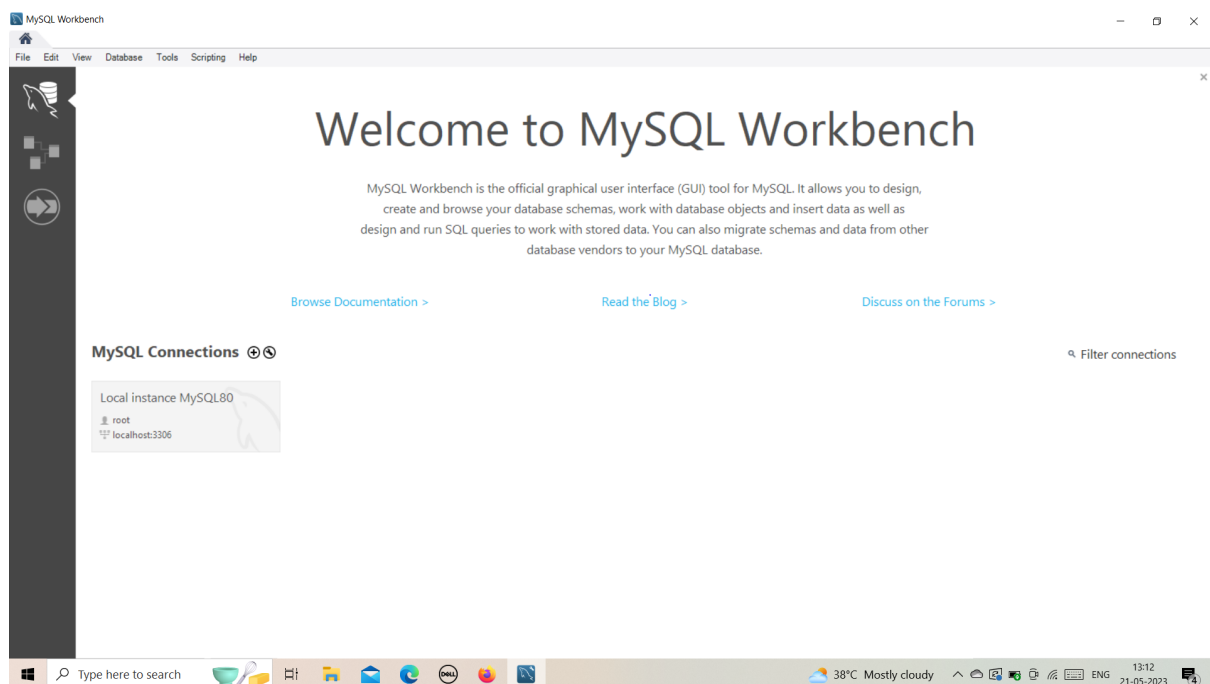 MySQL Workbench
File Edit View Database Tools Scripting Help
Welcome to MySQL Workbench
MySQL Workbench is the official graphical user interface (GUI) tool for MySQL. It allows you to design,
create and browse your database schemas, work with database objects and insert data as well as
design and run SQL queries to work with stored data. You can also migrate schemas and data from other
database vendors to your MySQL database.
Browse Documentation > Read the Blog > Discuss on the Forums >
MySQL Connections Filter connections
Local instance MySQL80
root
localhost:3306
Type here to search DELL 38°C Mostly cloudy ENG 13:12
21-05-2023 4